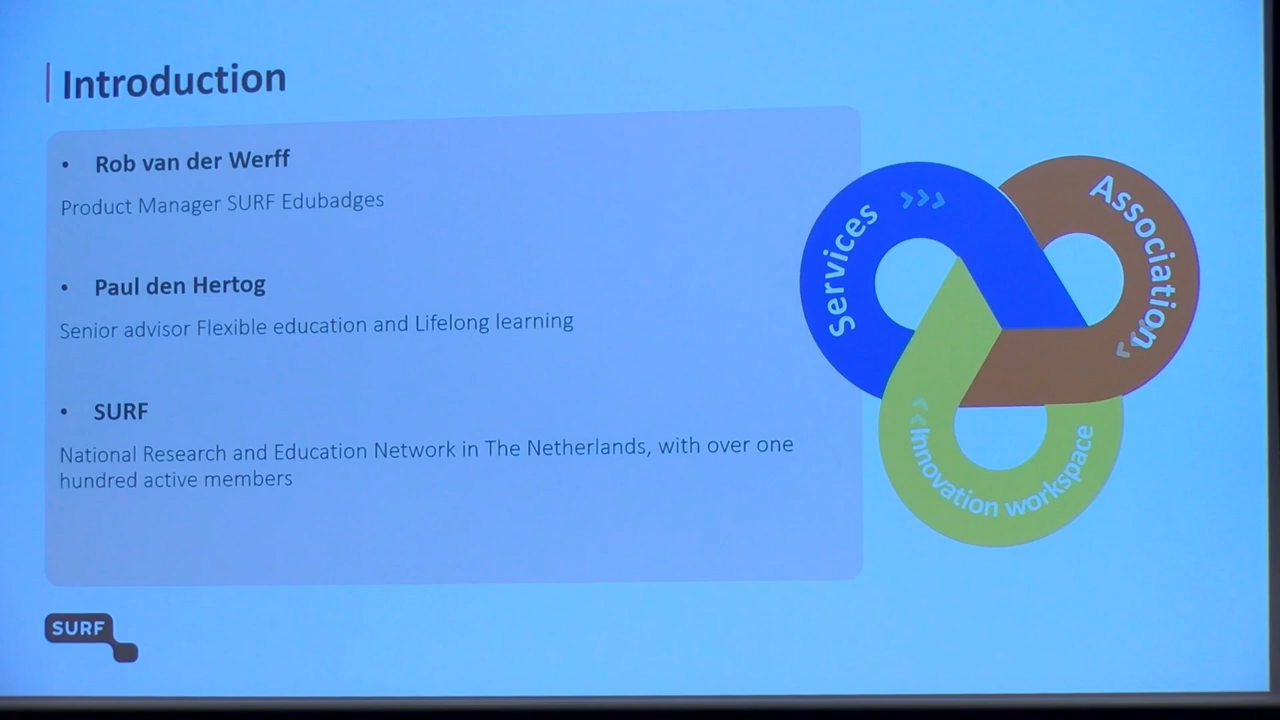 Introduction
• Rob van der Werff
Product Manager SURF Edubadges
• Paul den Hertog
Senior advisor Flexible education and Lifelong learning
• SURF
National Research and Education Network in The Netherlands, with over one
hundred active members
Services
Association
Innovation workspace
SURF